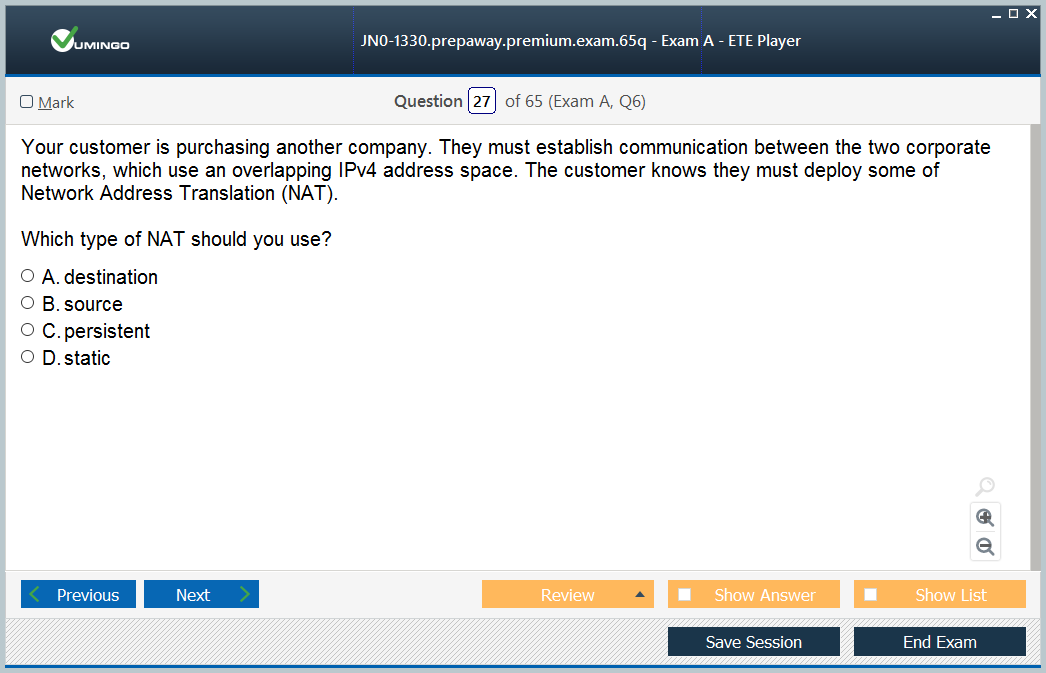 VUMINGO
JN0-1330.prepaway.premium.exam.65q - Exam A - ETE Player
Mark
Question 27 of 65 (Exam A, Q6)
Your customer is purchasing another company. They must establish communication between the two corporate
networks, which use an overlapping IPv4 address space. The customer knows they must deploy some of
Network Address Translation (NAT).
Which type of NAT should you use?
A. destination
B. source
C. persistent
D. static
Previous
Next
Review
Show Answer
Show List
Save Session
End Exam